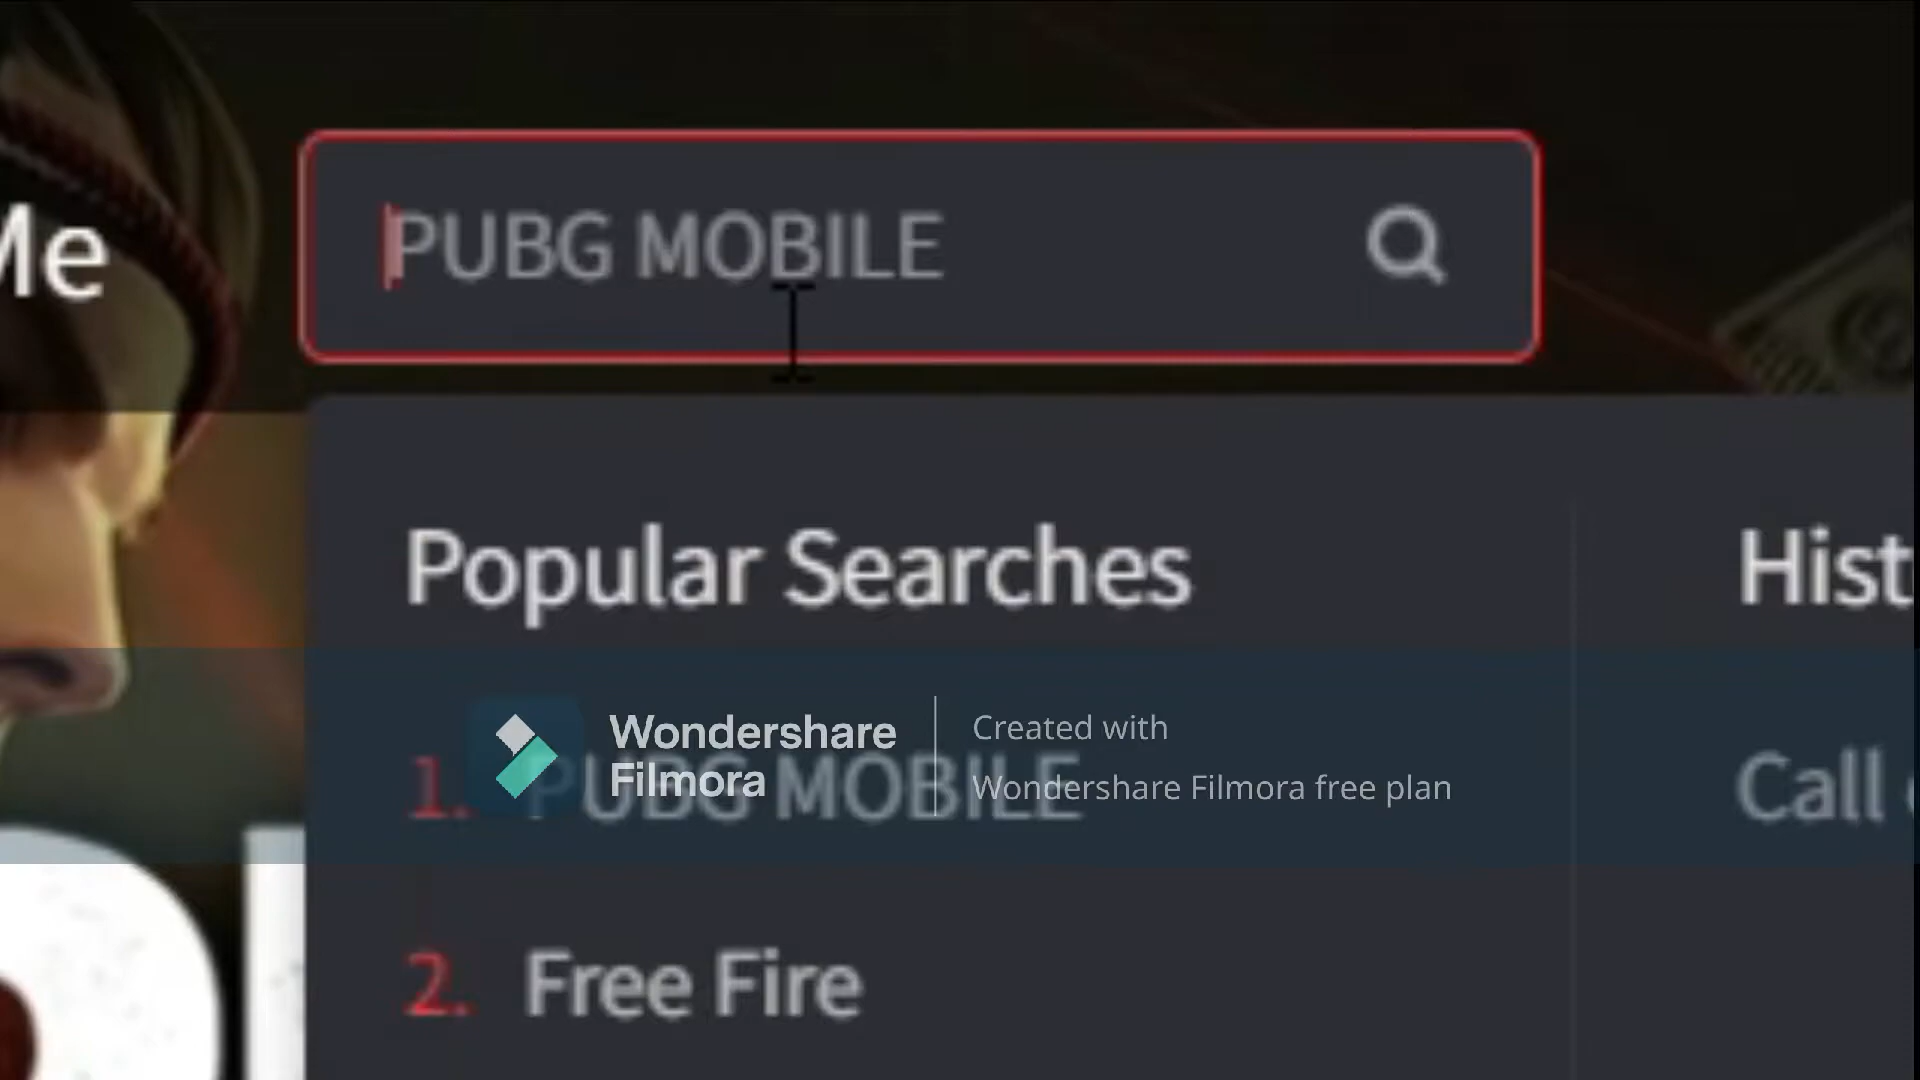 Me
PUBG MOBILE
Popular Searches
Hist
Wondershare
Filmora
Created with
Wondershare Filmora free plan
1. PUBG MOBILE
Call
2. Free Fire